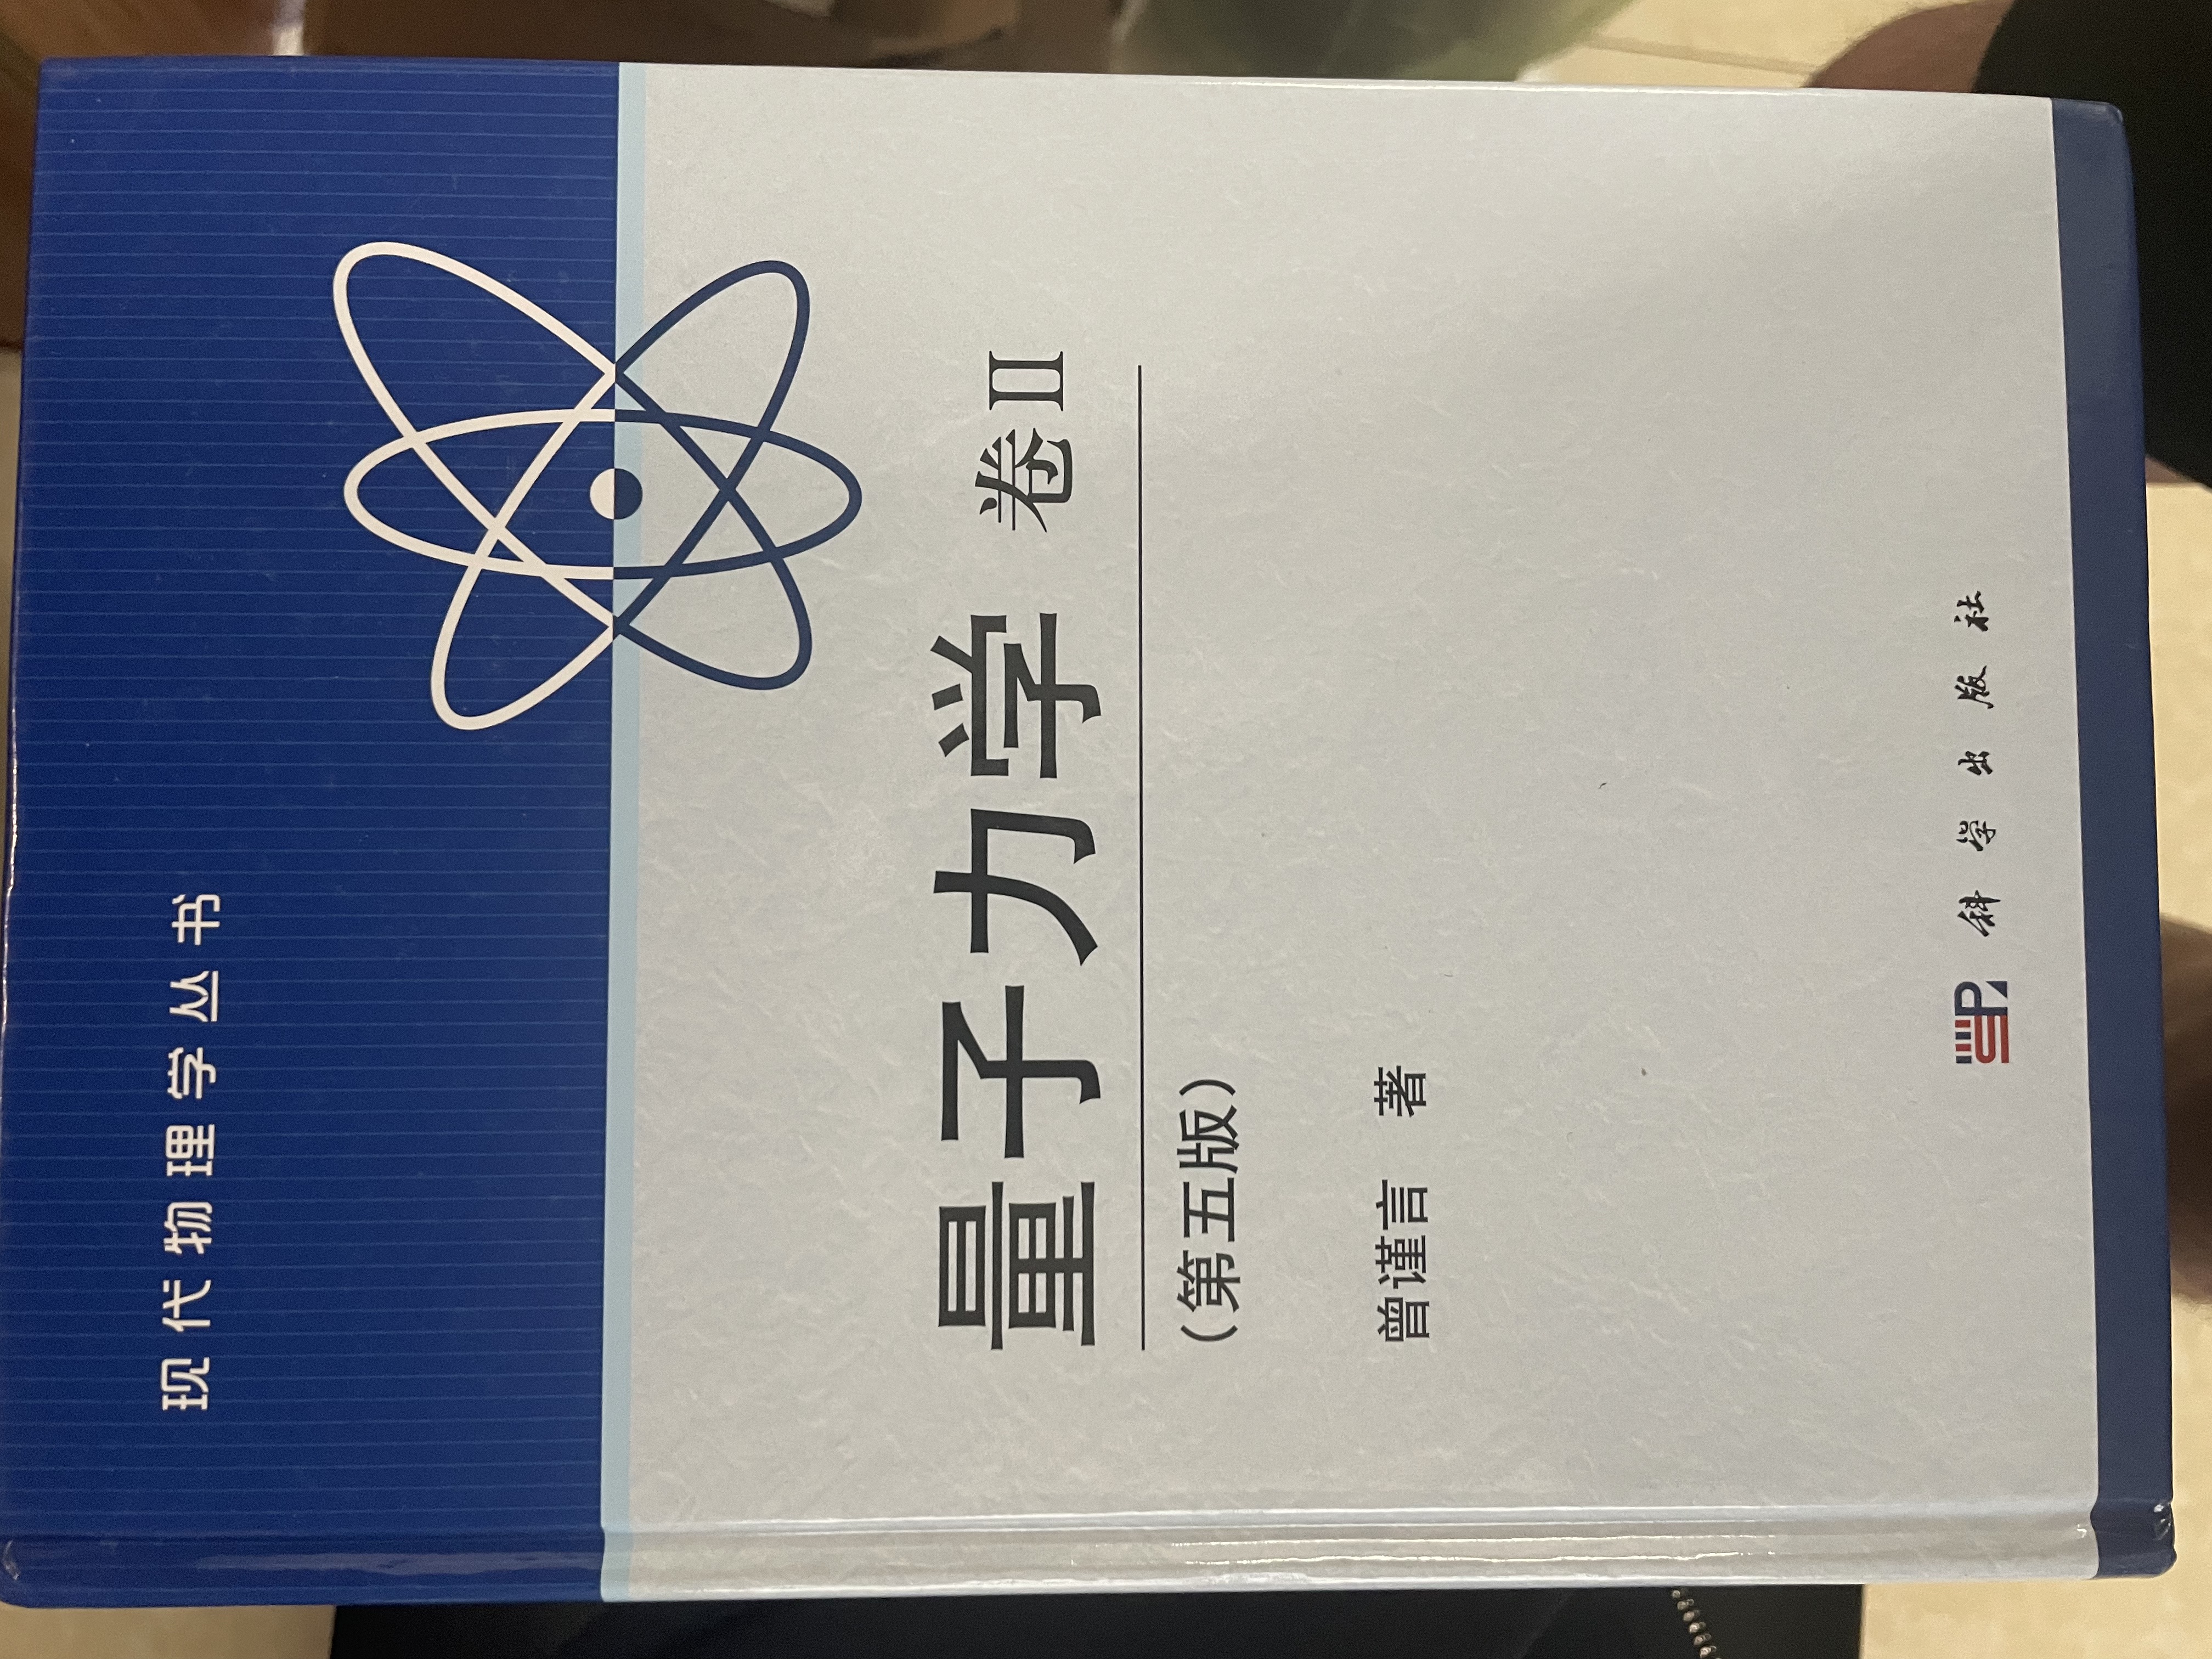 现代物理学丛书
量子力学 卷II
（第五版）
曾谨言 著
科学出版社